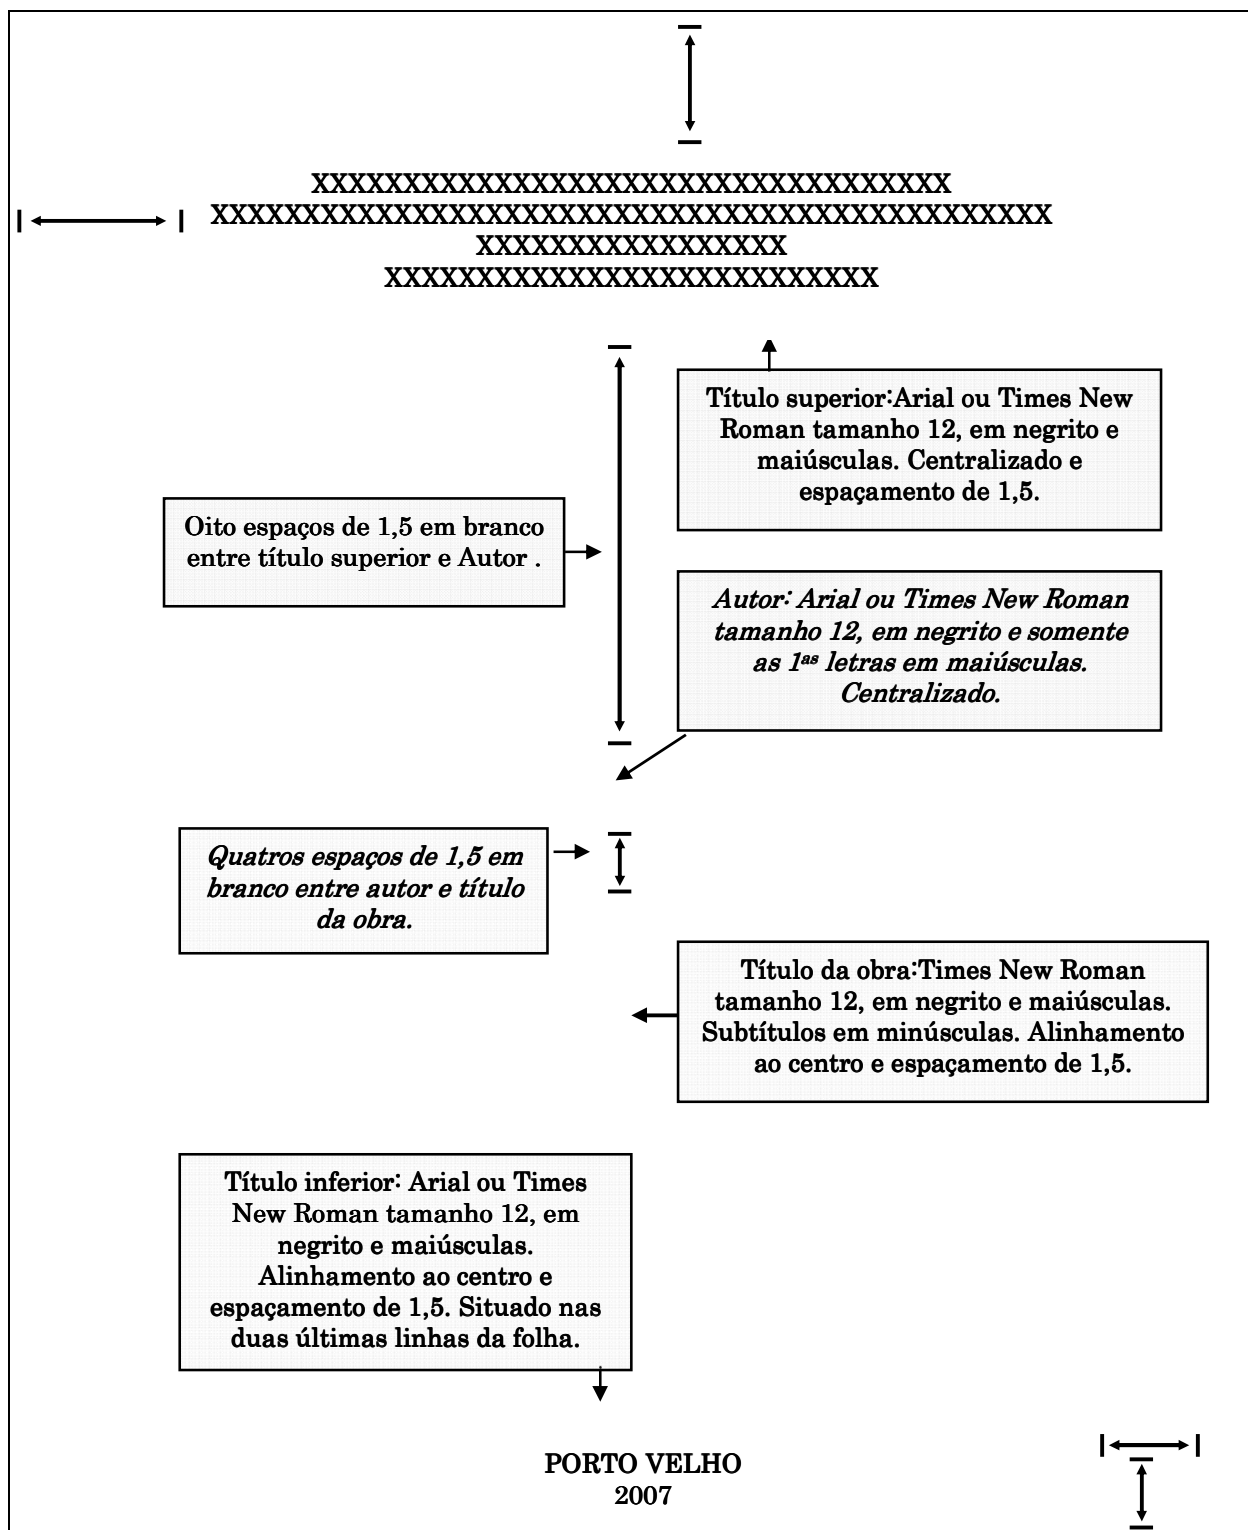 XXXXXXXXXXXXXXXXXXXXXXXXXXXXXXXXXXX
XXXXXXXXXXXXXXXXXXXXXXXXXXXXXXXXXXXXXXXXXXXXXX
XXXXXXXXXXXXXXXXX
XXXXXXXXXXXXXXXXXXXXXXXXXXX
Título superior:Arial ou Times New
Roman tamanho 12, em negrito e
maiúsculas. Centralizado e
espaçamento de 1,5.
Oito espaços de 1,5 em branco
entre título superior e Autor .
Autor: Arial ou Times New Roman
tamanho 12, em negrito e somente
as 1as letras em maiúsculas.
Centralizado.
Quatros espaços de 1,5 em
branco entre autor e título
da obra.
Título da obra:Times New Roman
tamanho 12, em negrito e maiúsculas.
Subtítulos em minúsculas. Alinhamento
ao centro e espaçamento de 1,5.
Título inferior: Arial ou Times
New Roman tamanho 12, em
negrito e maiúsculas.
Alinhamento ao centro e
espaçamento de 1,5. Situado nas
duas últimas linhas da folha.
PORTO VELHO
2007